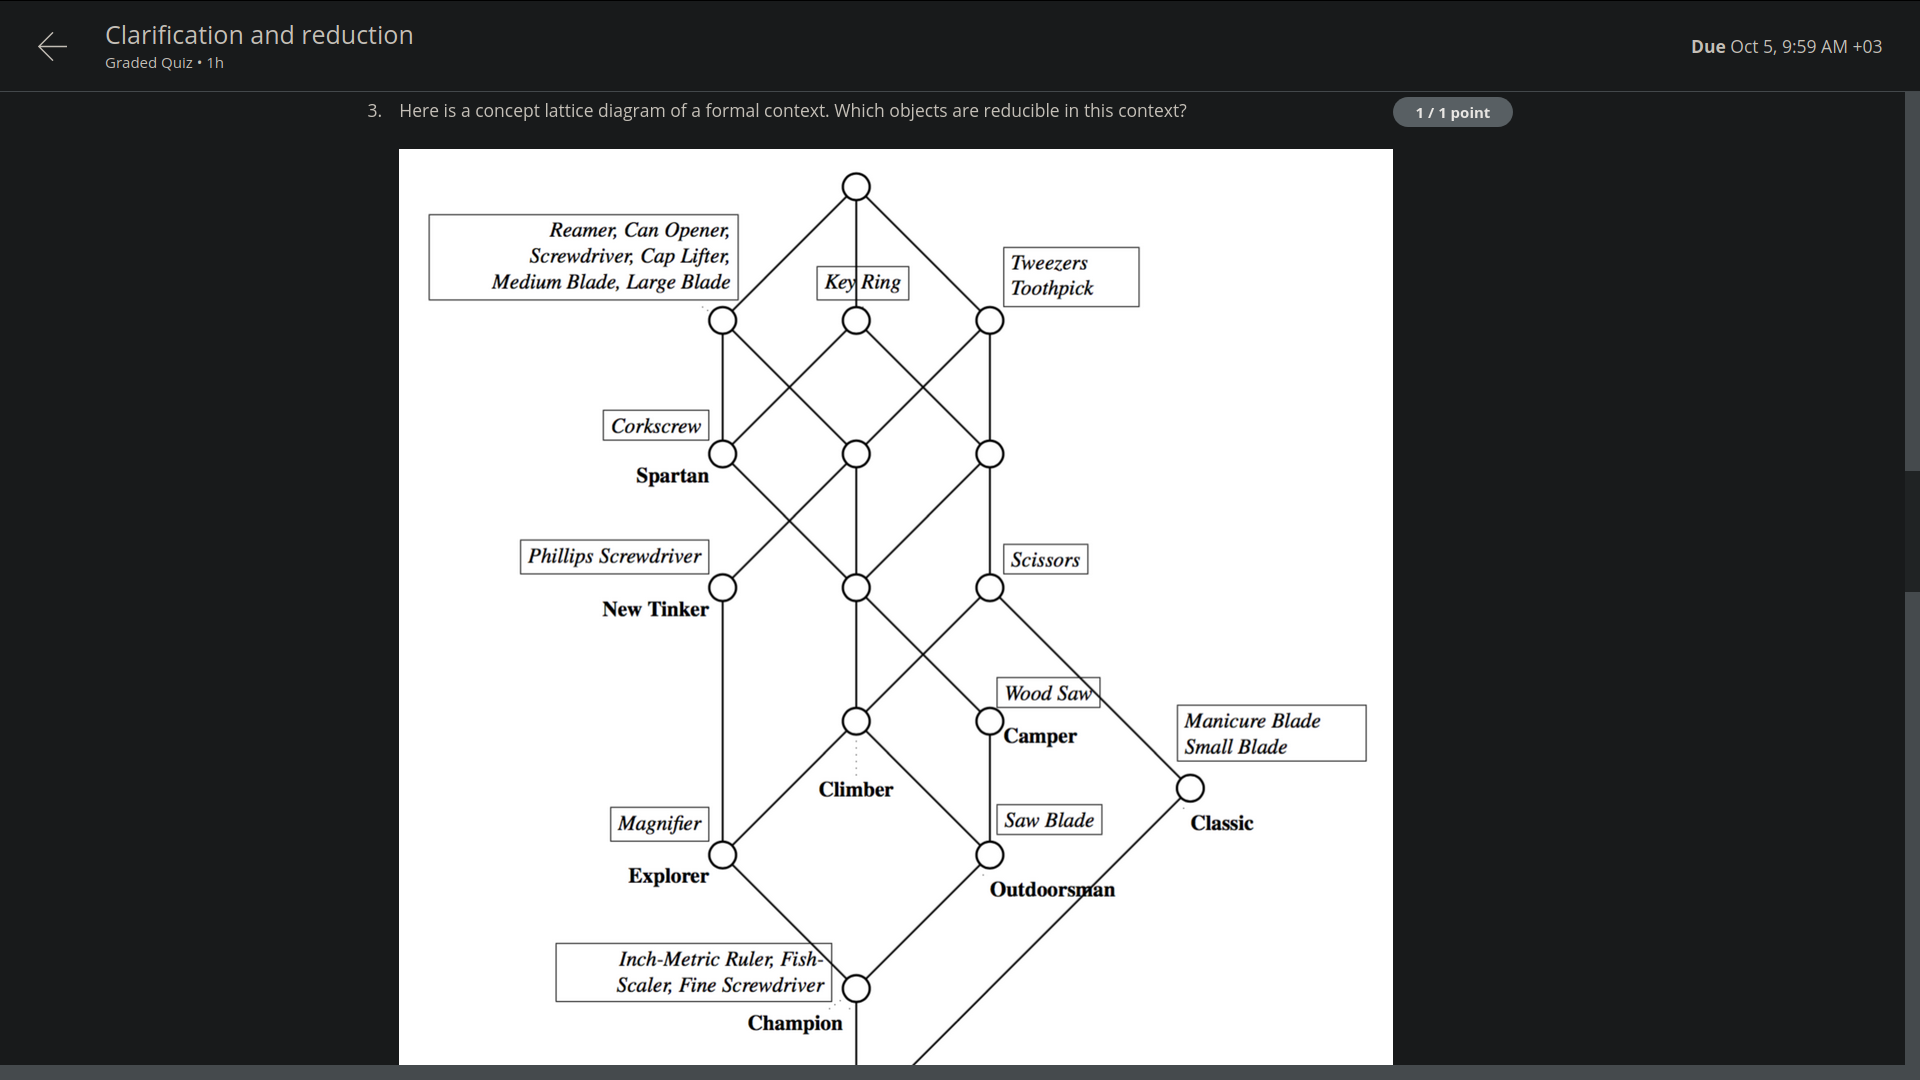 Clarification and reduction
Graded Quiz • 1h
Due Oct 5, 9:59 AM +03
3. Here is a concept lattice diagram of a formal context. Which objects are reducible in this context?
1 / 1 point
Reamer, Can Opener,
Screwdriver, Cap Lifter,
Medium Blade, Large Blade
Key Ring
Tweezers
Toothpick
Corkscrew
Spartan
Phillips Screwdriver
New Tinker
Scissors
Wood Saw
Camper
Manicure Blade
Small Blade
Climber
Classic
Magnifier
Explorer
Saw Blade
Outdoorsman
Inch-Metric Ruler, Fish-
Scaler, Fine Screwdriver
Champion